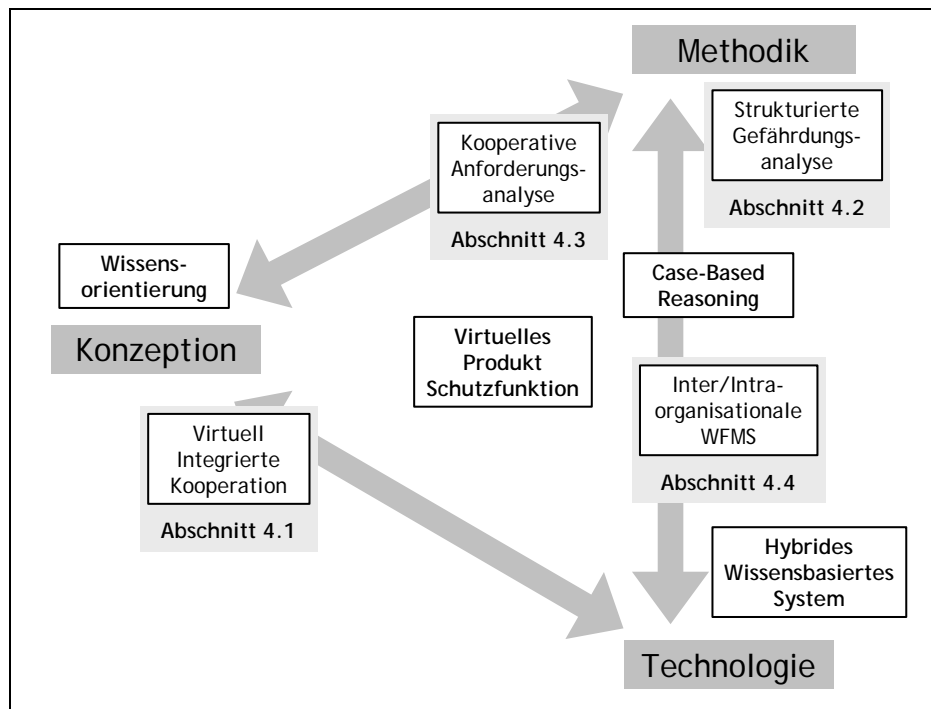 Methodik
Strukturierte
Gefährdungs-
analyse
Abschnitt 4.2
Kooperative
Anforderungs-
analyse
Abschnitt 4.3
Wissens-
orientierung
Case-Based
Reasoning
Konzeption
Virtuelles
Produkt
Schutzfunktion
Inter/Intra-
organisationale
WFMS
Abschnitt 4.4
Virtuell
Integrierte
Kooperation
Abschnitt 4.1
Hybrides
Wissensbasiertes
System
Technologie